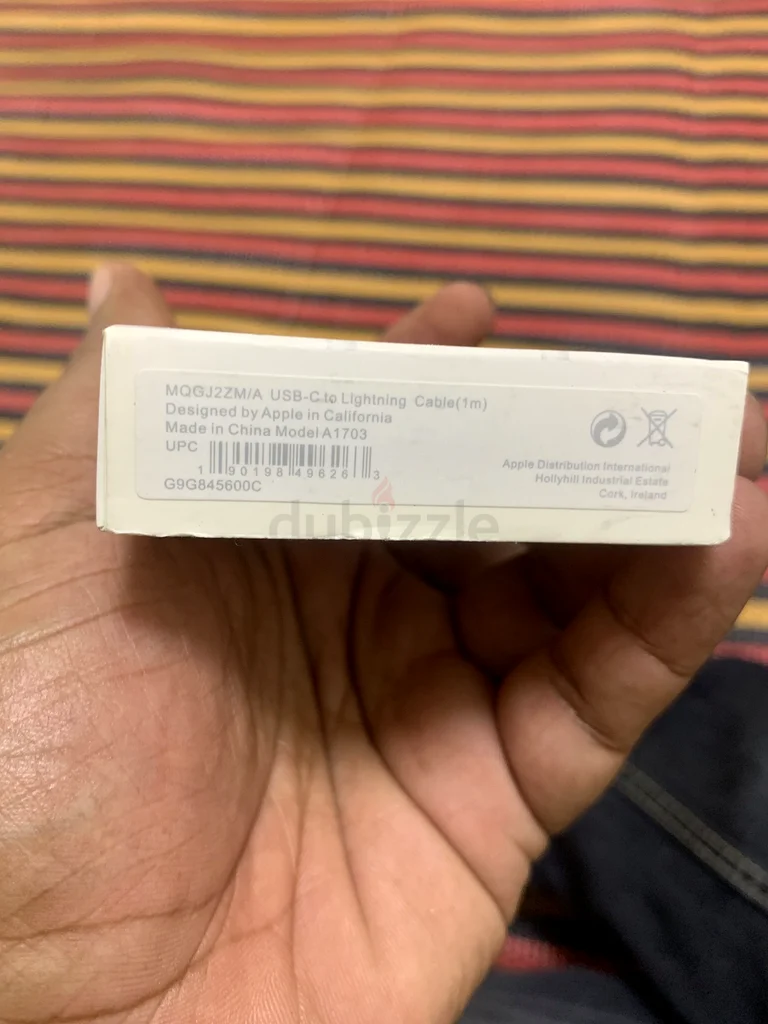 MQGJ2ZM/A USB-C to Lightning Cable(1m)
Designed by Apple in California
Made in China Model A1703
UPC
1 90198 49626 3
G9G845600C
Apple Distribution International
Hollyhill Industrial Estate
Cork, Ireland
dubizzle